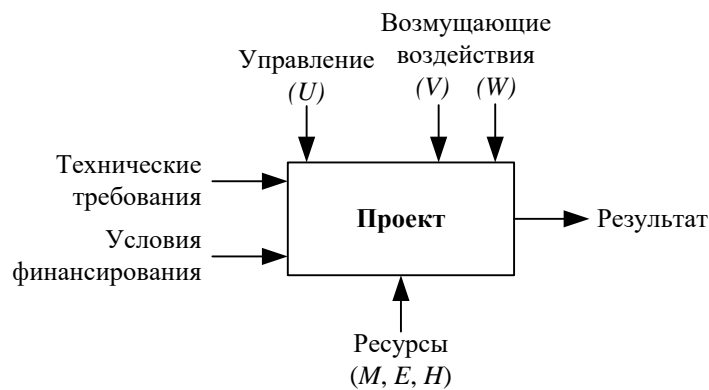 Возмущающие
воздействия
Управление
(U)
(V)
(W)
Технические
требования
Проект
Результат
Условия
финансирования
Ресурсы
(M, E, H)